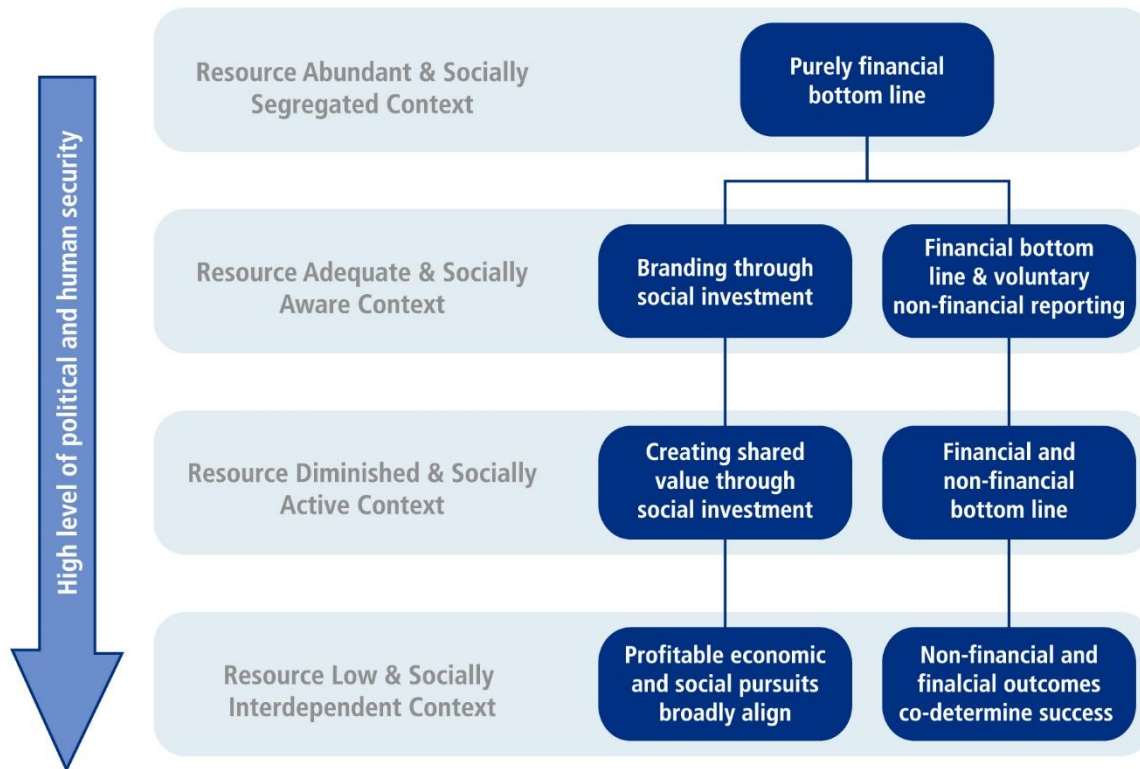 High level of political and human security
Resource Abundant & Socially
Segregated Context
Purely financial
bottom line
Resource Adequate & Socially
Aware Context
Branding through
social investment
Financial bottom
line & voluntary
non-financial reporting
Resource Diminished & Socially
Active Context
Creating shared
value through
social investment
Financial and
non-financial
bottom line
Resource Low & Socially
Interdependent Context
Profitable economic
and social pursuits
broadly align
Non-financial and
finalcial outcomes
co-determine success